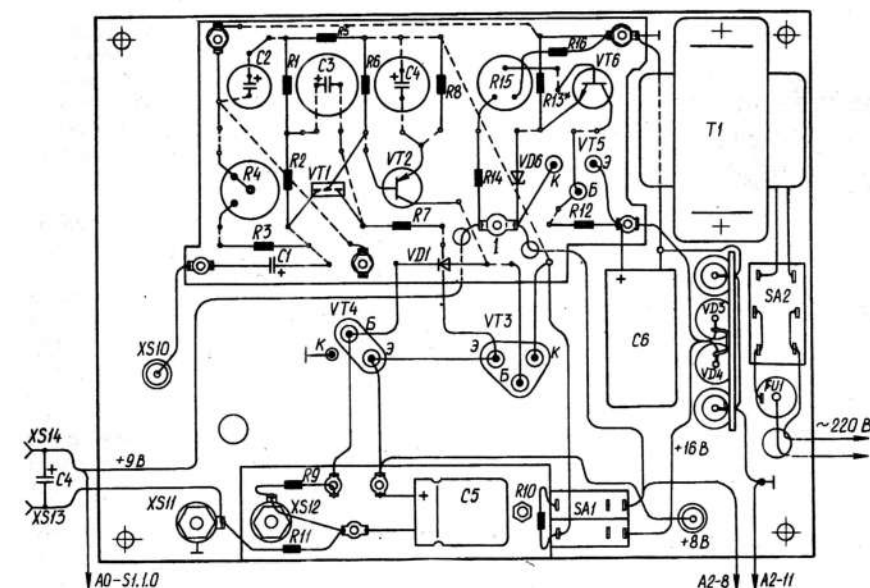 R5
R16
C2
R1
C3
R6
C4
R8
R15
R13*
VT6
T1
R4
R2
VT1
VT2
R14
VD6
К
VT5
Э
Б
R12
R3
R7
1
C1
VD1
VT4
Б
VT3
К
Э
Э
К
Б
C6
VD3
VD4
SA2
FU1
XS10
~220 В
XS14
+9 В
C4
+16 В
XS13
XS11
R9
XS12
R11
C5
R10
SA1
+8 В
A0-S1.1.0
A2-8
A2-11